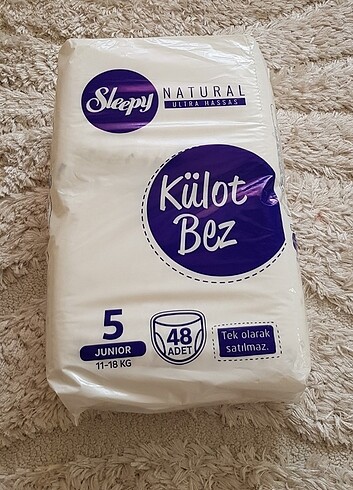 Sleepy
NATURAL
ULTRA HASSAS
Külot
Bez
5
JUNIOR
11-18 KG
48
ADET
Tek olarak
satılmaz.